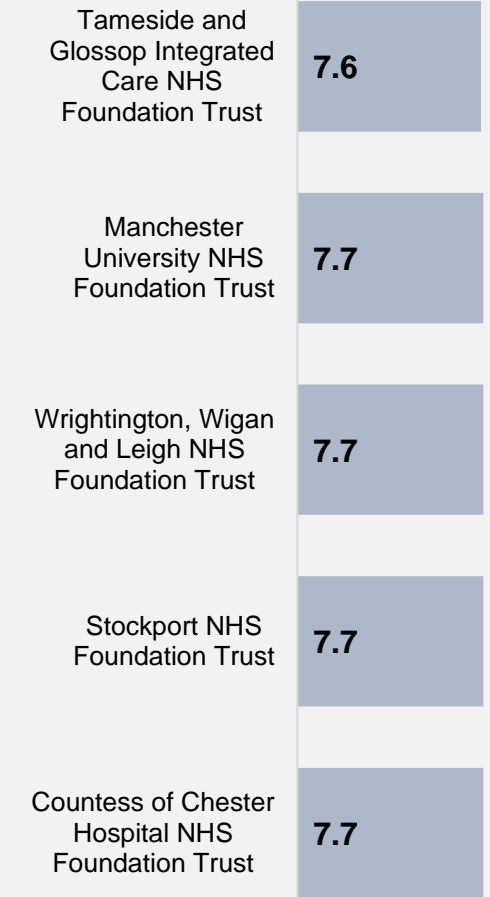 Tameside and
Glossop Integrated
Care NHS
Foundation Trust
7.6
Manchester
University NHS
Foundation Trust
7.7
Wrightington, Wigan
and Leigh NHS
Foundation Trust
7.7
Stockport NHS
Foundation Trust
7.7
Countess of Chester
Hospital NHS
Foundation Trust
7.7